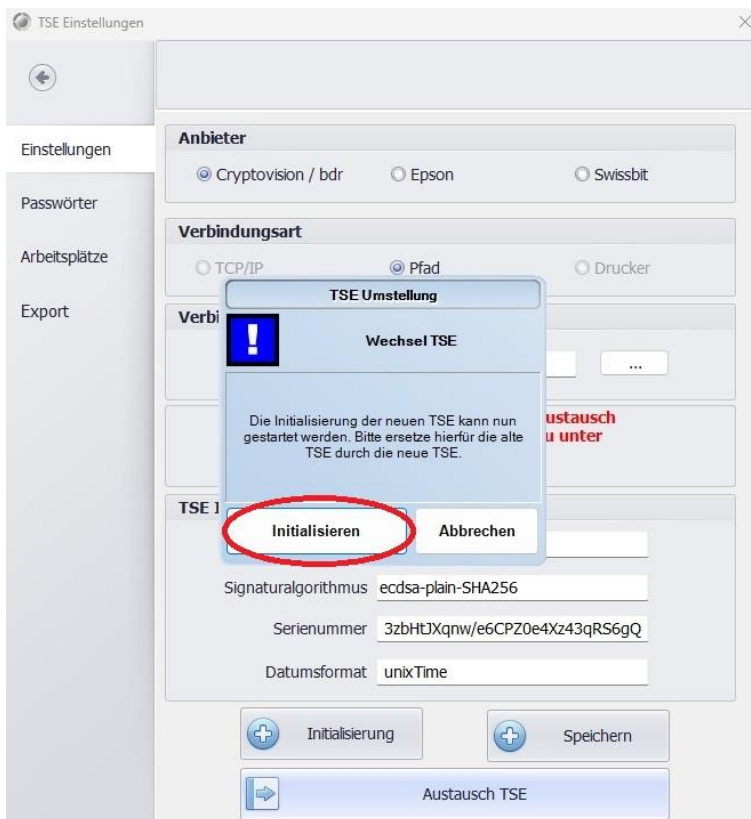 TSE Einstellungen
Einstellungen
Passwörter
Arbeitsplätze
Export
Anbieter
Cryptovision / bdr
Epson
Swissbit
Verbindungsart
TCP/IP
Pfad
Drucker
Verbi
...
ustausch
u unter
TSE Umstellung
Wechsel TSE
Die Initialisierung der neuen TSE kann nun
gestartet werden. Bitte ersetze hierfür die alte
TSE durch die neue TSE.
Initialisieren
Abbrechen
TSE I
Signaturalgorithmus ecdsa-plain-SHA256
Serienummer 3zbHtJXqnw/e6CPZ0e4Xz43qRS6gQ
Datumsformat unixTime
Initialisierung
Speichern
Austausch TSE